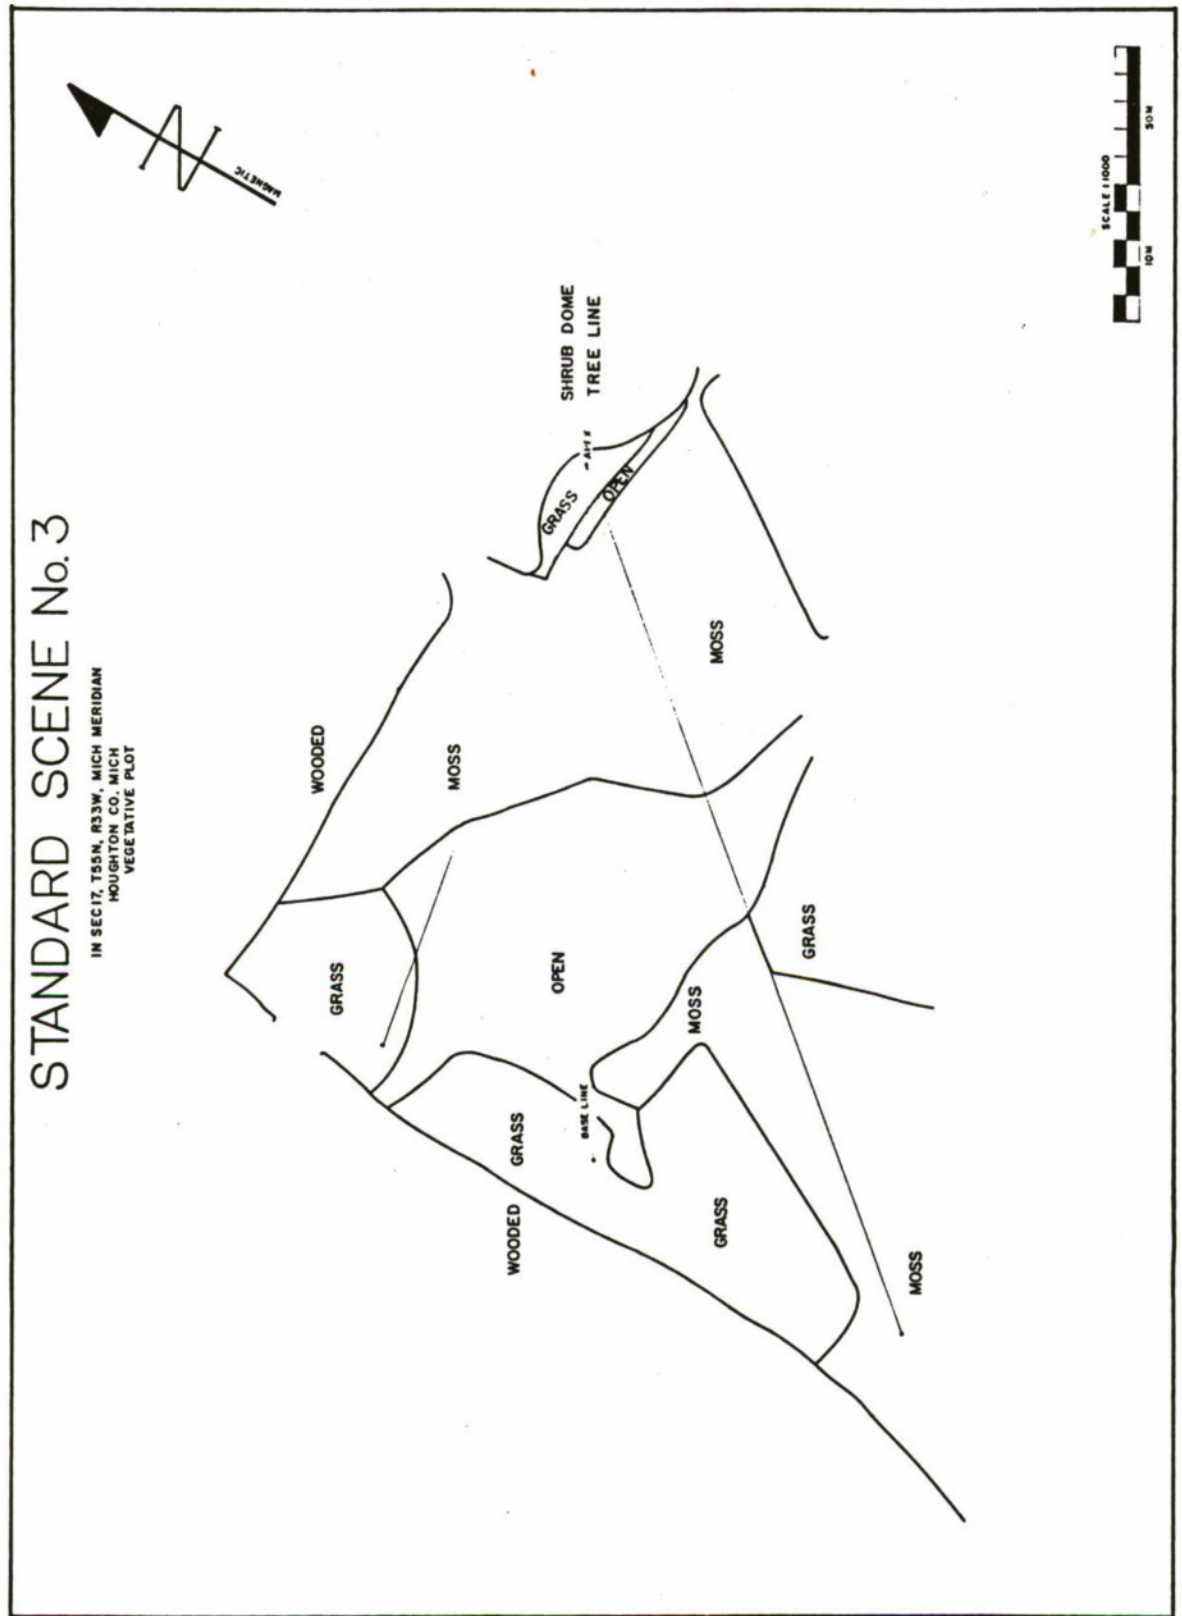 STANDARD SCENE No. 3
IN SEC17, T55N, R33W, MICH MERIDIAN
HOUGHTON CO. MICH
VEGETATIVE PLOT
N
MAGNETIC
WOODED
GRASS
MOSS
WOODED
GRASS
OPEN
BASE LINE
GRASS
SHRUB DOME
TREE LINE
APEX
OPEN
GRASS
MOSS
MOSS
GRASS
MOSS
SCALE 1:1000
10M
50M